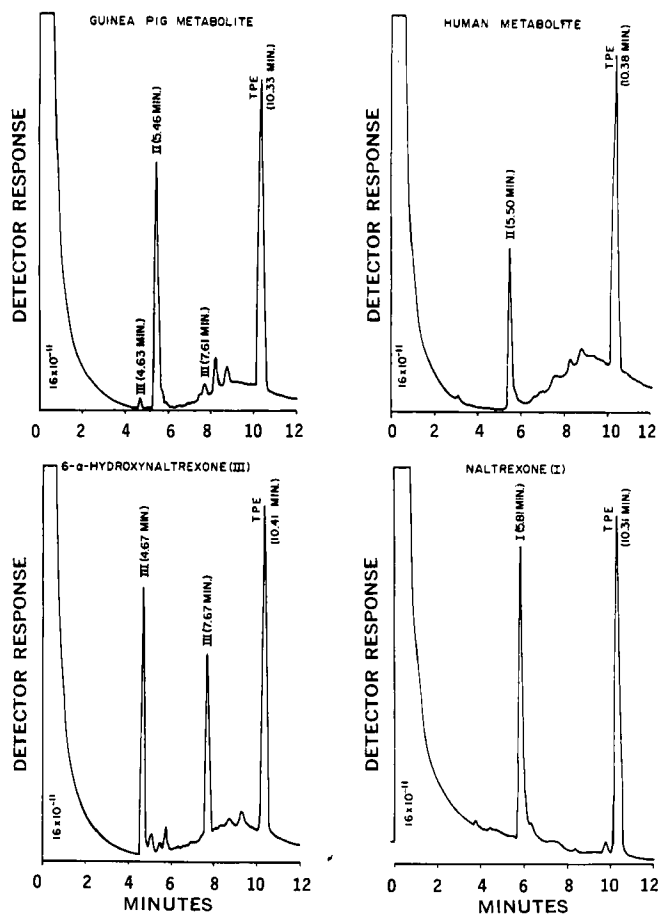 GUINEA PIG METABOLITE
DETECTOR RESPONSE
16x10⁻¹¹
III (4.63 MIN.)
II (5.46 MIN.)
III (7.61 MIN.)
TPE
(10.33 MIN.)
0 2 4 6 8 10 12
HUMAN METABOLITE
DETECTOR RESPONSE
16x10⁻¹¹
II (5.50 MIN.)
TPE
(10.38 MIN.)
0 2 4 6 8 10 12
6-α-HYDROXYNALTREXONE (III)
DETECTOR RESPONSE
16x10⁻¹¹
III (4.67 MIN)
III (7.67 MIN.)
TPE
(10.41 MIN.)
0 2 4 6 8 10 12
MINUTES
NALTREXONE (I)
DETECTOR RESPONSE
16x10⁻¹¹
I (5.81 MIN.)
TPE
(10.31 MIN.)
0 2 4 6 8 10 12
MINUTES